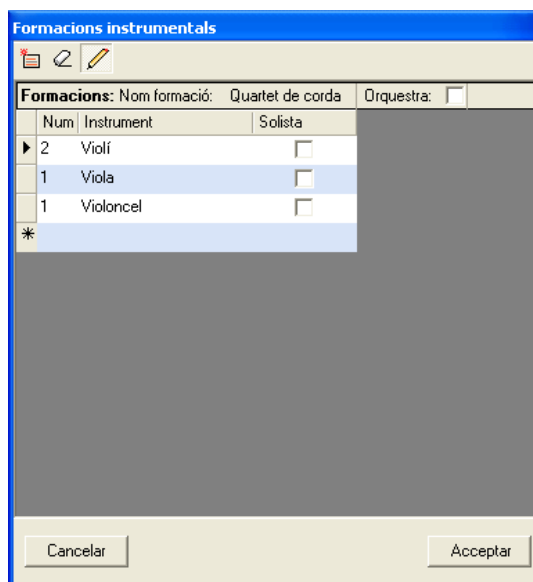 Formacions instrumentals
Formacions: Nom formació: Quartet de corda Orquestra:
Num Instrument Solista
2 Violí
1 Viola
1 Violoncel
Cancelar Acceptar